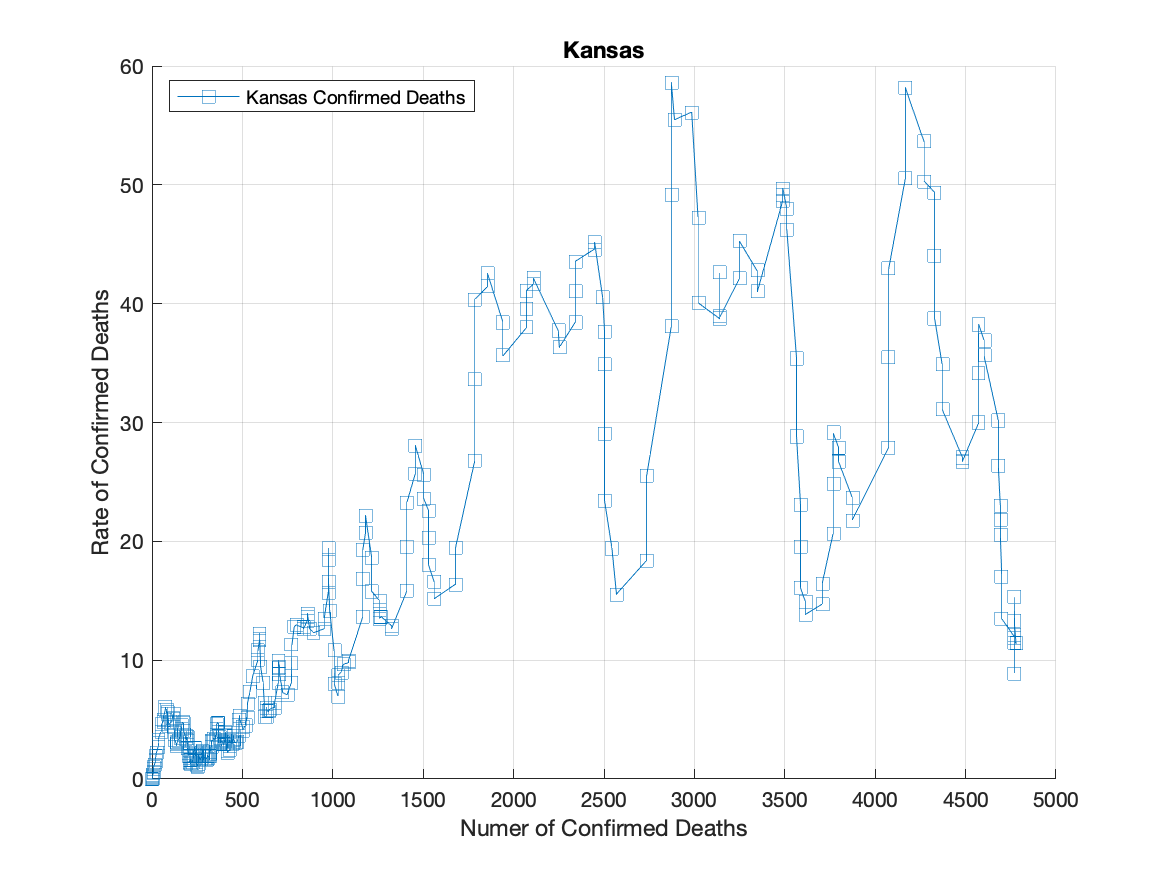 Kansas
Kansas Confirmed Deaths
60
50
40
30
20
10
0
Rate of Confirmed Deaths
0 500 1000 1500 2000 2500 3000 3500 4000 4500 5000
Numer of Confirmed Deaths